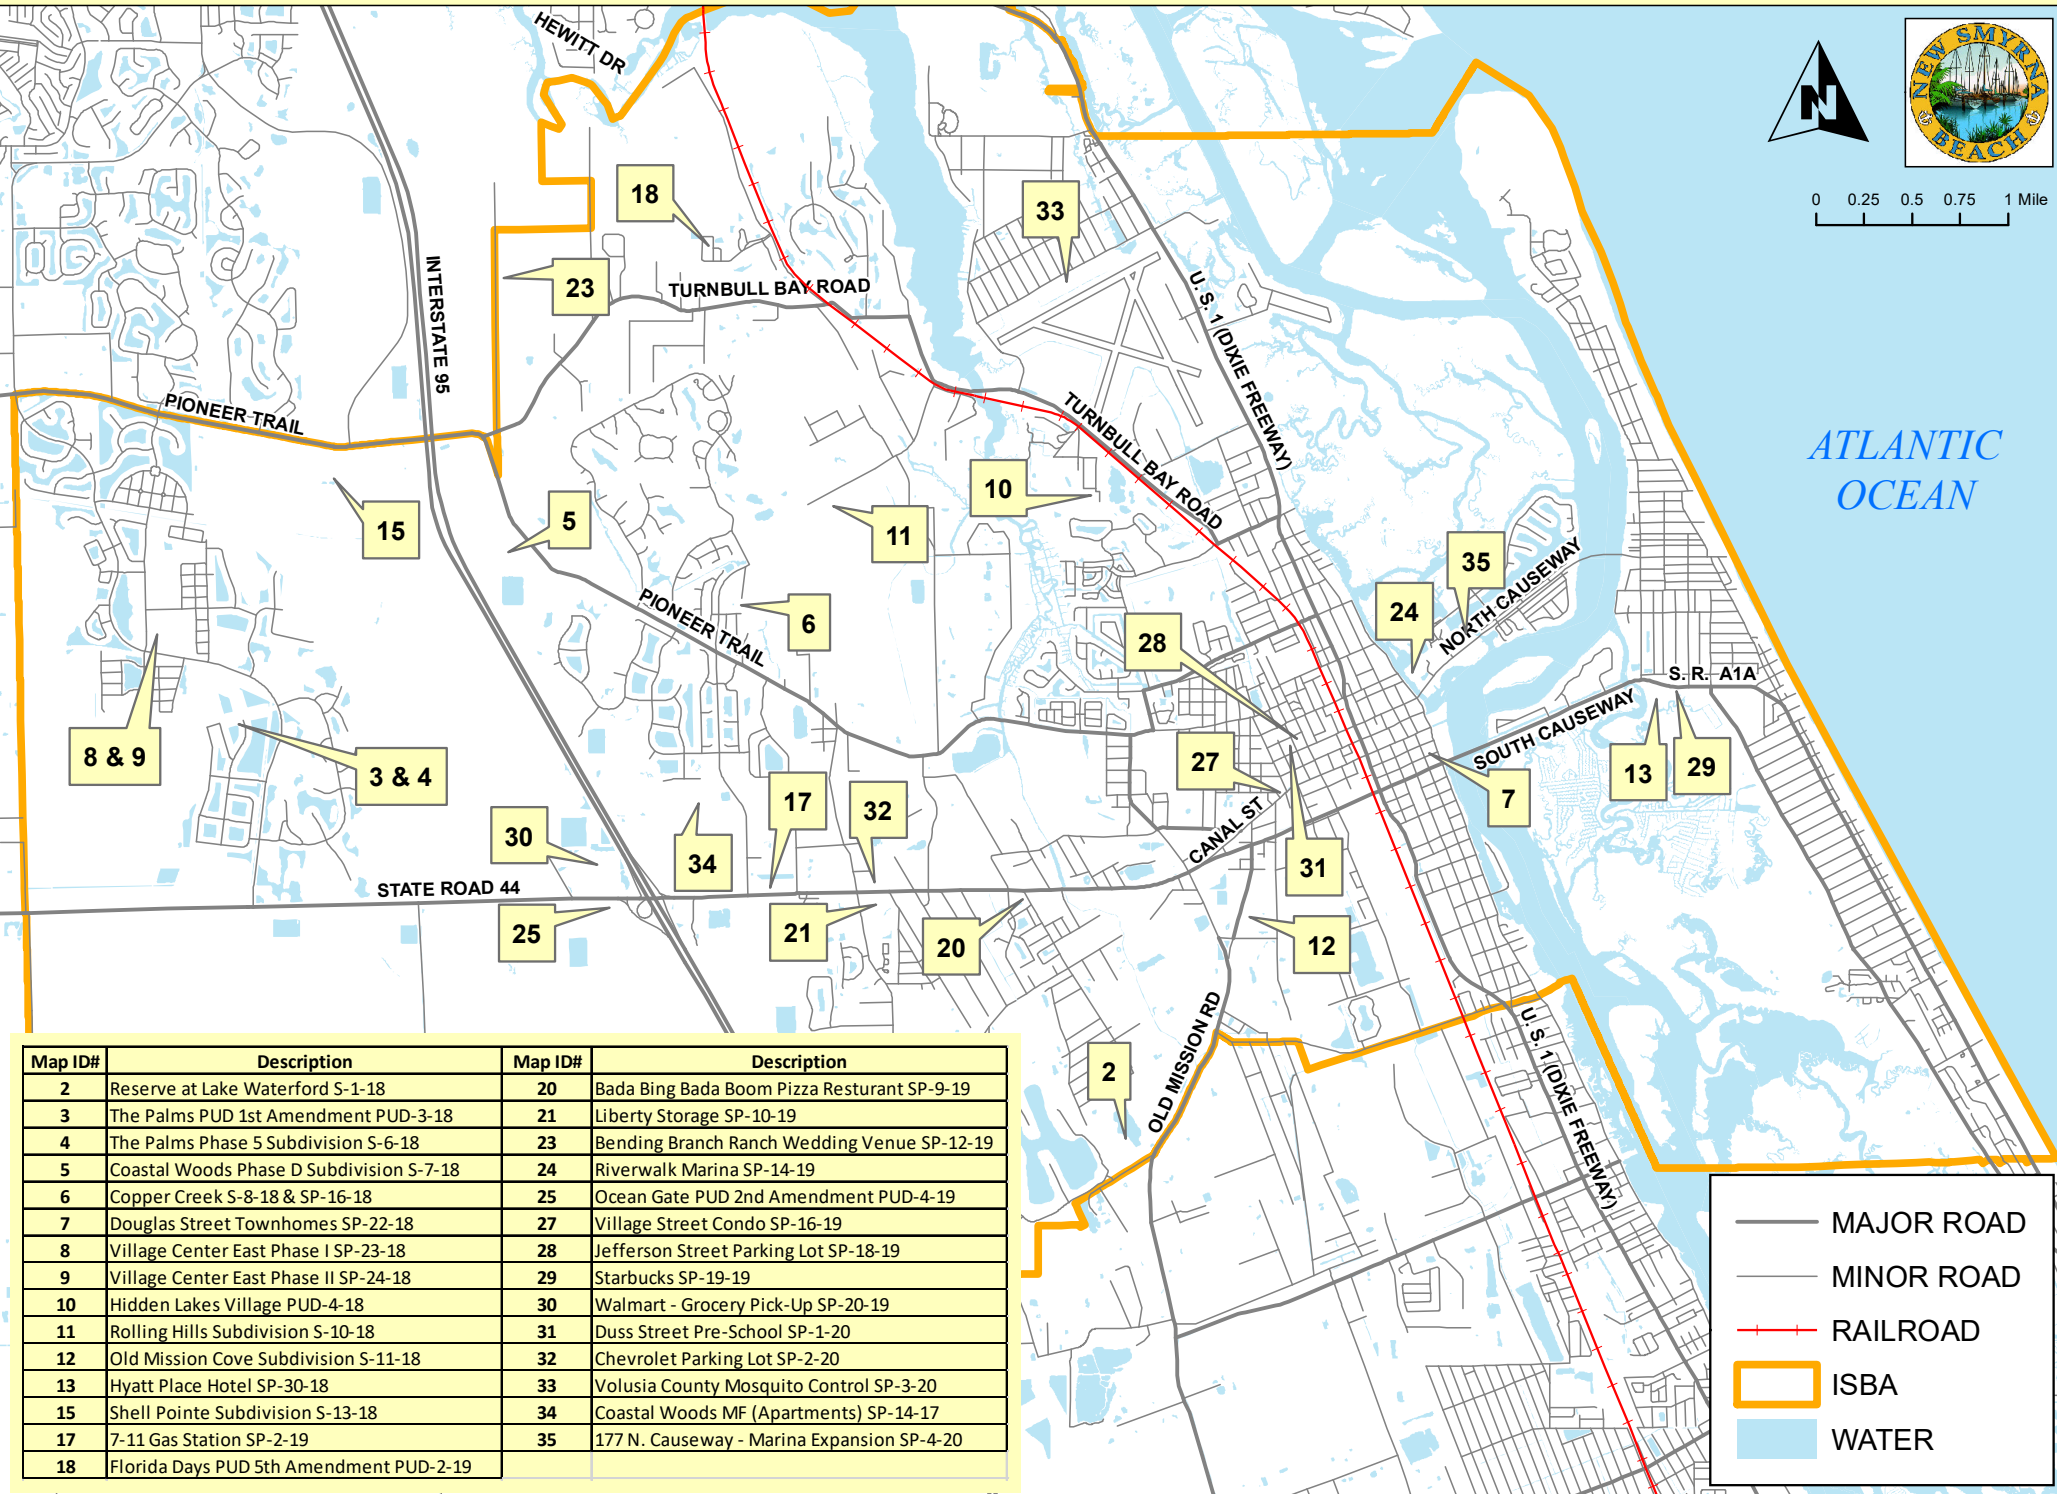 HEWITT DR
NEW SMYRNA
BEACH
N
0 0.25 0.5 0.75 1 Mile
18
33
INTERSTATE 95
23
TURNBULL BAY ROAD
U. S. 1 (DIXIE FREEWAY)
PIONEER TRAIL
TURNBULL BAY ROAD
ATLANTIC
OCEAN
15
5
11
10
35
24
NORTH CAUSEWAY
PIONEER TRAIL
6
28
S. R. A1A
SOUTH CAUSEWAY
8 & 9
3 & 4
17
32
27
7
13
29
CANAL ST
30
34
31
STATE ROAD 44
25
21
20
12
OLD MISSION RD
2
U. S. 1 (DIXIE FREEWAY)
Map ID# Description Map ID# Description
2 Reserve at Lake Waterford S-1-18 20 Bada Bing Bada Boom Pizza Resturant SP-9-19
3 The Palms PUD 1st Amendment PUD-3-18 21 Liberty Storage SP-10-19
4 The Palms Phase 5 Subdivision S-6-18 23 Bending Branch Ranch Wedding Venue SP-12-19
5 Coastal Woods Phase D Subdivision S-7-18 24 Riverwalk Marina SP-14-19
6 Copper Creek S-8-18 & SP-16-18 25 Ocean Gate PUD 2nd Amendment PUD-4-19
7 Douglas Street Townhomes SP-22-18 27 Village Street Condo SP-16-19
8 Village Center East Phase I SP-23-18 28 Jefferson Street Parking Lot SP-18-19
9 Village Center East Phase II SP-24-18 29 Starbucks SP-19-19
10 Hidden Lakes Village PUD-4-18 30 Walmart - Grocery Pick-Up SP-20-19
11 Rolling Hills Subdivision S-10-18 31 Duss Street Pre-School SP-1-20
12 Old Mission Cove Subdivision S-11-18 32 Chevrolet Parking Lot SP-2-20
13 Hyatt Place Hotel SP-30-18 33 Volusia County Mosquito Control SP-3-20
15 Shell Pointe Subdivision S-13-18 34 Coastal Woods MF (Apartments) SP-14-17
17 7-11 Gas Station SP-2-19 35 177 N. Causeway - Marina Expansion SP-4-20
18 Florida Days PUD 5th Amendment PUD-2-19
MAJOR ROAD
MINOR ROAD
RAILROAD
ISBA
WATER